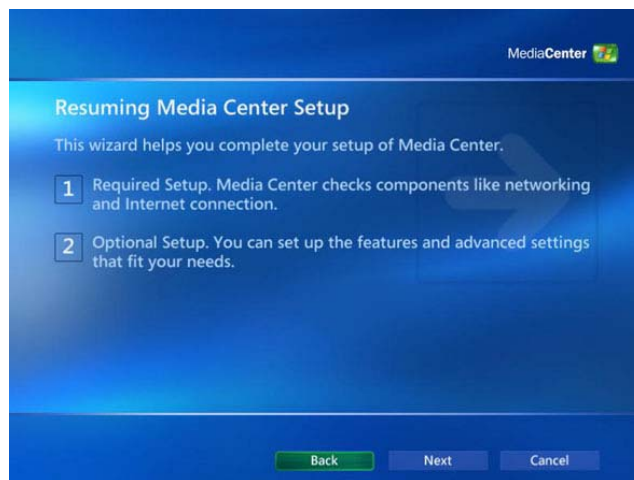 MediaCenter
Resuming Media Center Setup
This wizard helps you complete your setup of Media Center.
1 Required Setup. Media Center checks components like networking
and Internet connection.
2 Optional Setup. You can set up the features and advanced settings
that fit your needs.
Back Next Cancel